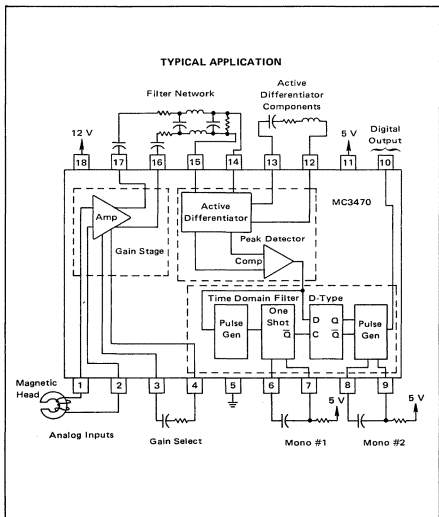 TYPICAL APPLICATION
Filter Network
Active
Differentiator
Components
12 V
5 V
Digital
Output
18
17
16
15
14
13
12
11
10
MC3470
Amp
Gain Stage
Active
Differentiator
Peak Detector
Comp
Time Domain Filter
D-Type
Pulse
Gen
One
Shot
Q̅
D Q
C Q̅
Pulse
Gen
Magnetic
Head
1
2
3
4
5
6
7
8
9
5 V
5 V
Analog Inputs
Gain Select
Mono #1
Mono #2